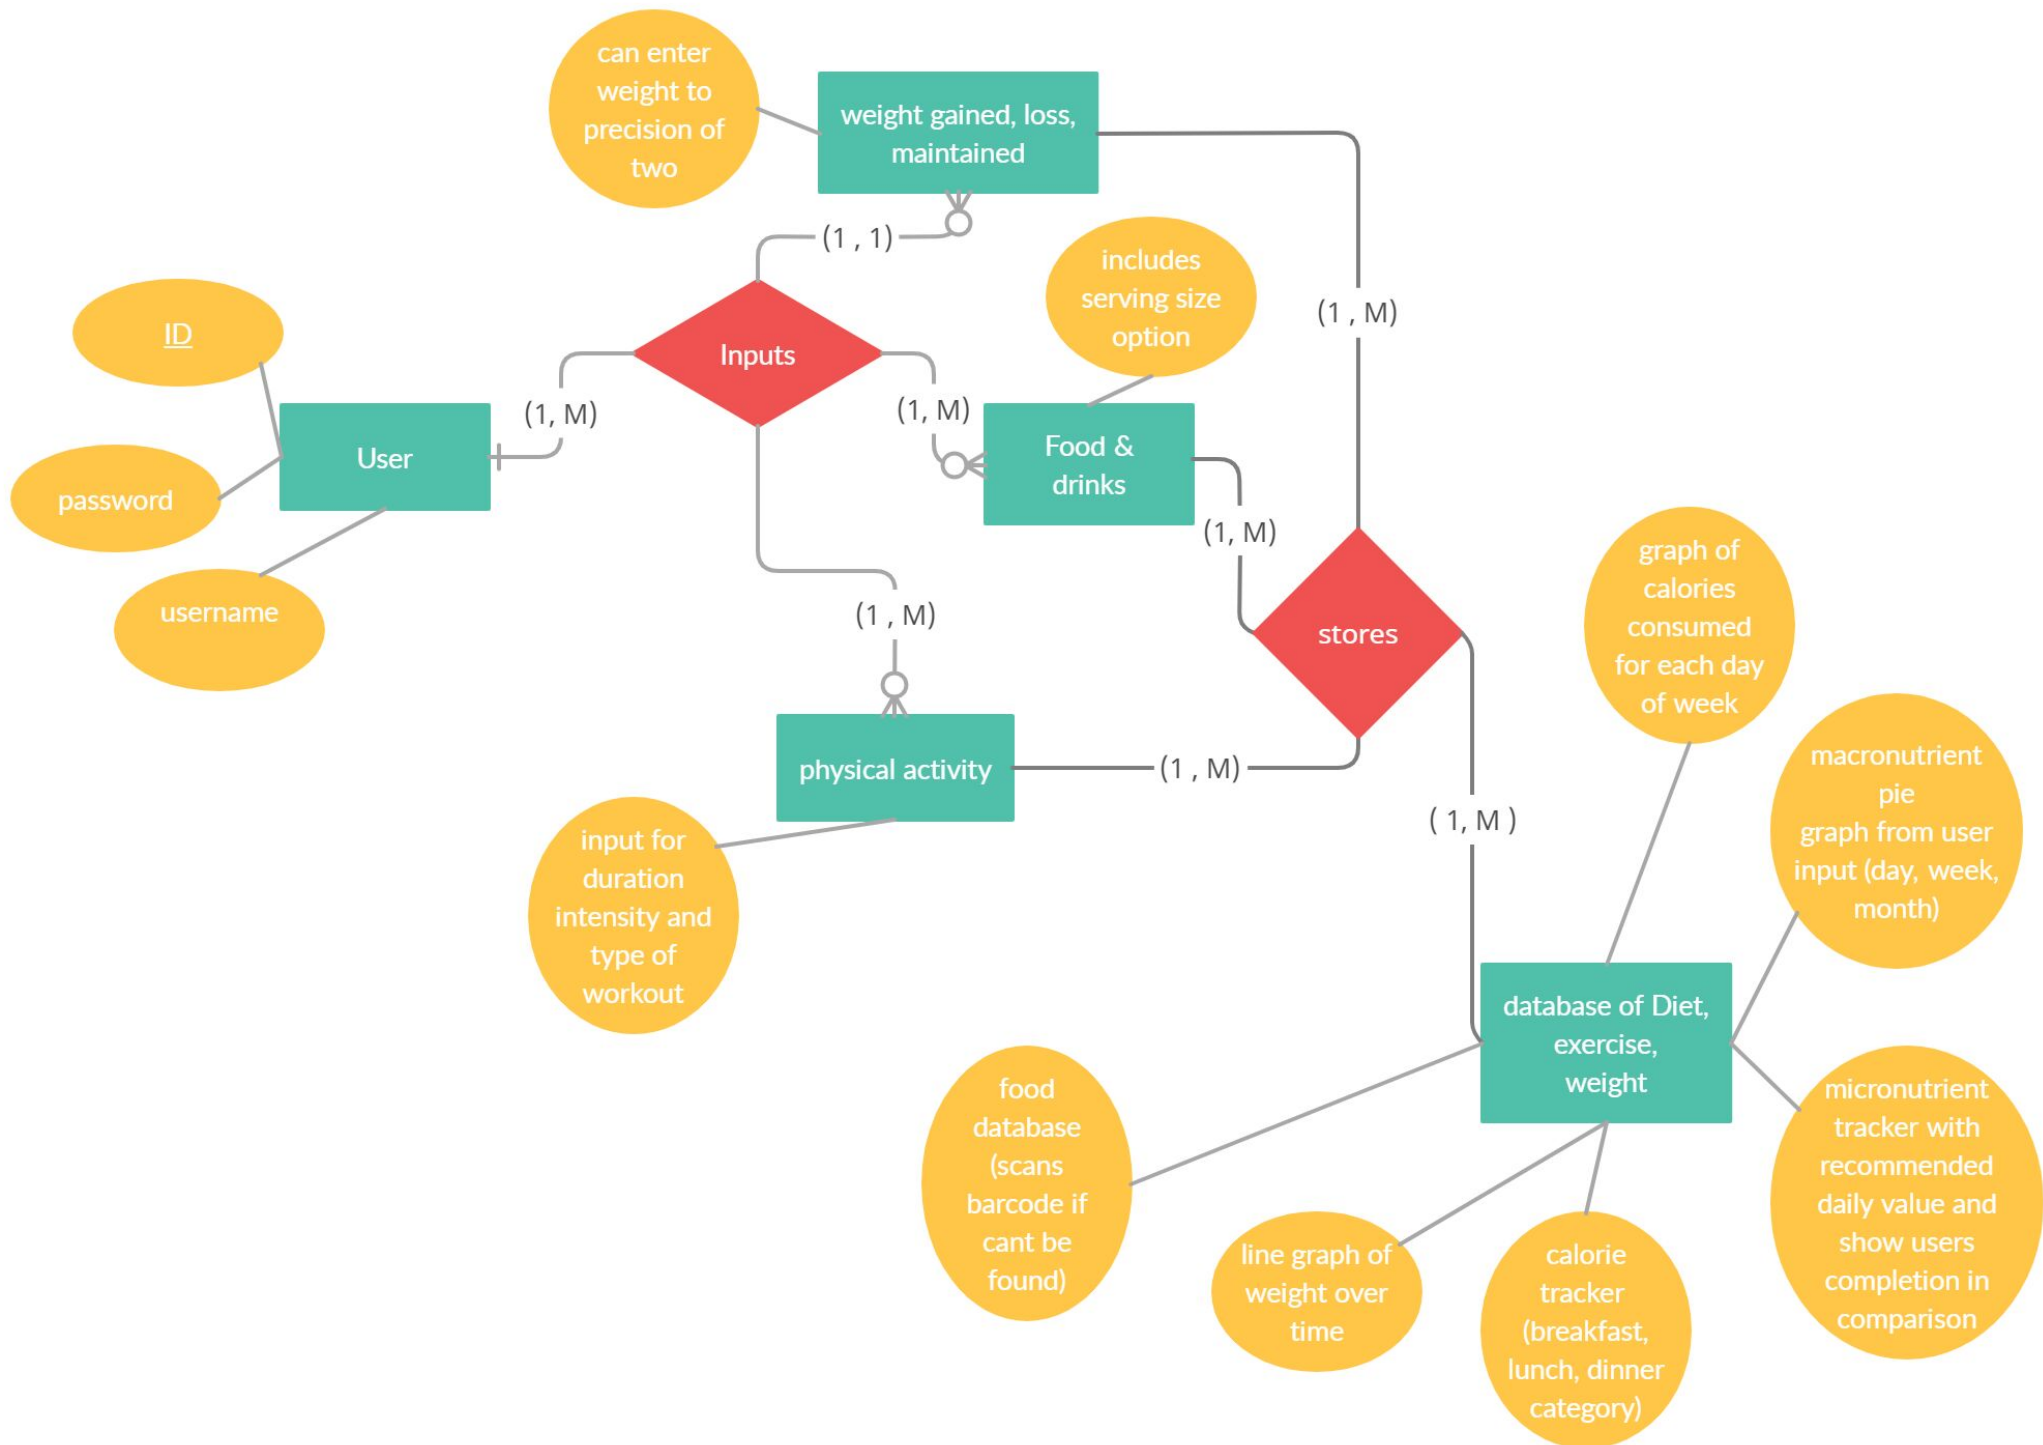 can enter
weight to
precision of
two
weight gained, loss,
maintained
(1 , 1)
includes
serving size
option
(1 , M)
ID
Inputs
(1, M)
(1, M)
User
Food &
drinks
password
(1, M)
username
(1 , M)
stores
graph of
calories
consumed
for each day
of week
physical activity
(1 , M)
macronutrient
pie
graph from user
input (day, week,
month)
( 1, M )
input for
duration
intensity and
type of
workout
database of Diet,
exercise,
weight
food
database
(scans
barcode if
cant be
found)
micronutrient
tracker with
recommended
daily value and
show users
completion in
comparison
line graph of
weight over
time
calorie
tracker
(breakfast,
lunch, dinner
category)